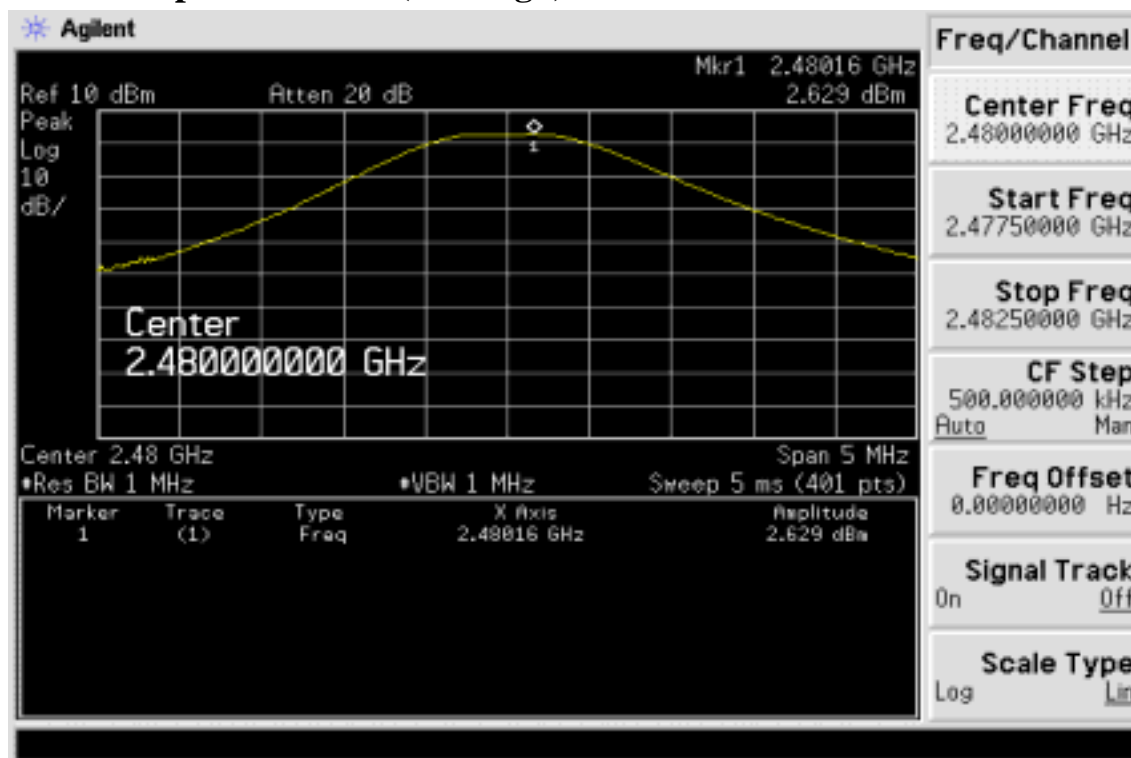 Agilent
Mkr1 2.48016 GHz
Ref 10 dBm Atten 20 dB 2.629 dBm
Peak
Log
10
dB/
1
Center
2.480000000 GHz
Center 2.48 GHz Span 5 MHz
•Res BW 1 MHz •VBW 1 MHz Sweep 5 ms (401 pts)
Marker Trace Type X Axis Amplitude
1 (1) Freq 2.48016 GHz 2.629 dBm
Freq/Channel
Center Freq
2.48000000 GHz
Start Freq
2.47750000 GHz
Stop Freq
2.48250000 GHz
CF Step
500.000000 kHz
Auto Man
Freq Offset
0.00000000 Hz
Signal Track
On Off
Scale Type
Log Lin